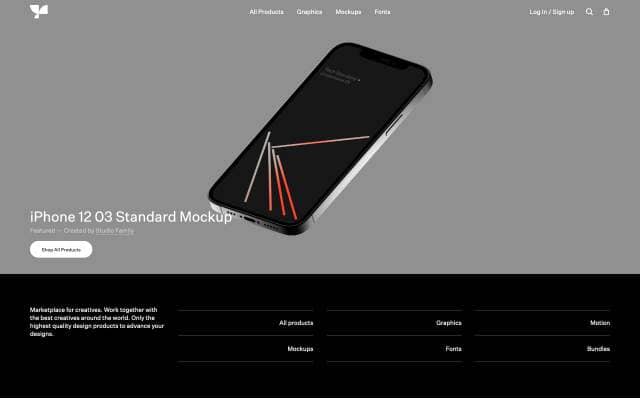 All Products Graphics Mockups Fonts Log In / Sign up
iPhone 12 03 Standard Mockup
Featured — Created by Studio Family
Shop All Products
Marketplace for creatives. Work together with
the best creatives around the world. Only the
highest quality design products to advance your
designs.
All products Graphics Motion
Mockups Fonts Bundles